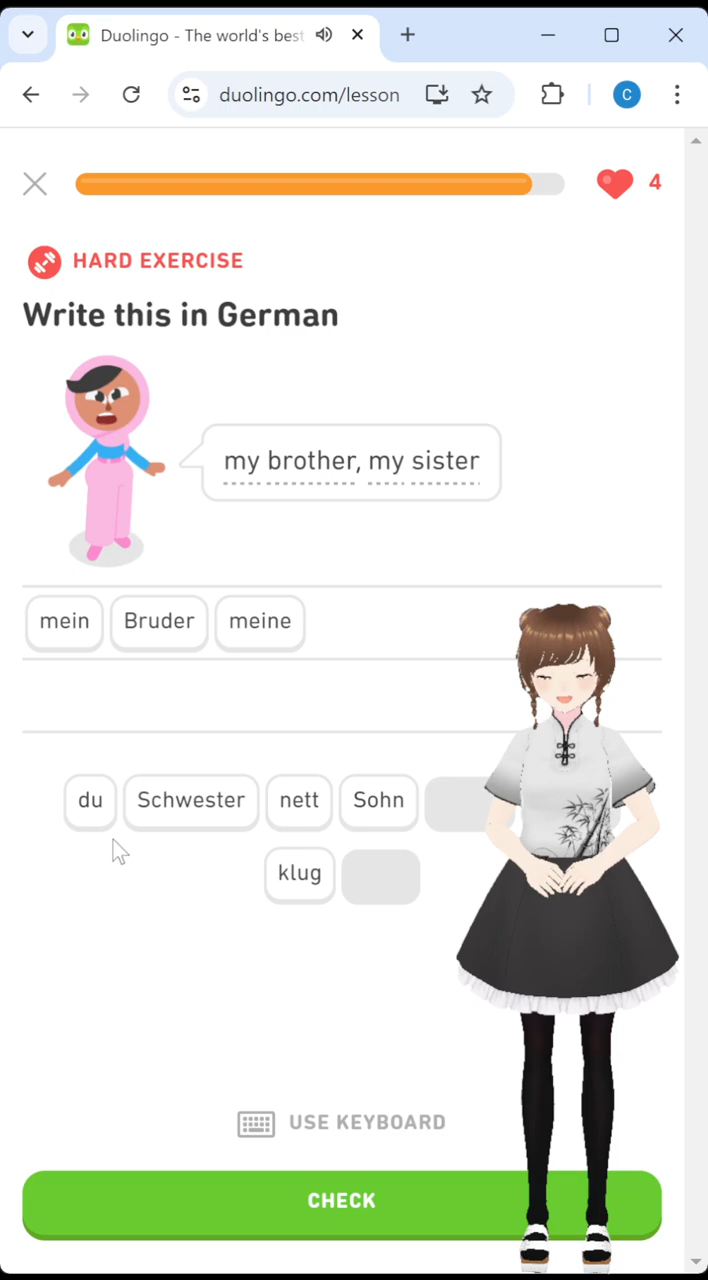 Duolingo - The world's best
duolingo.com/lesson
C
4
HARD EXERCISE
Write this in German
my brother, my sister
mein Bruder meine
du Schwester nett Sohn
klug
USE KEYBOARD
CHECK